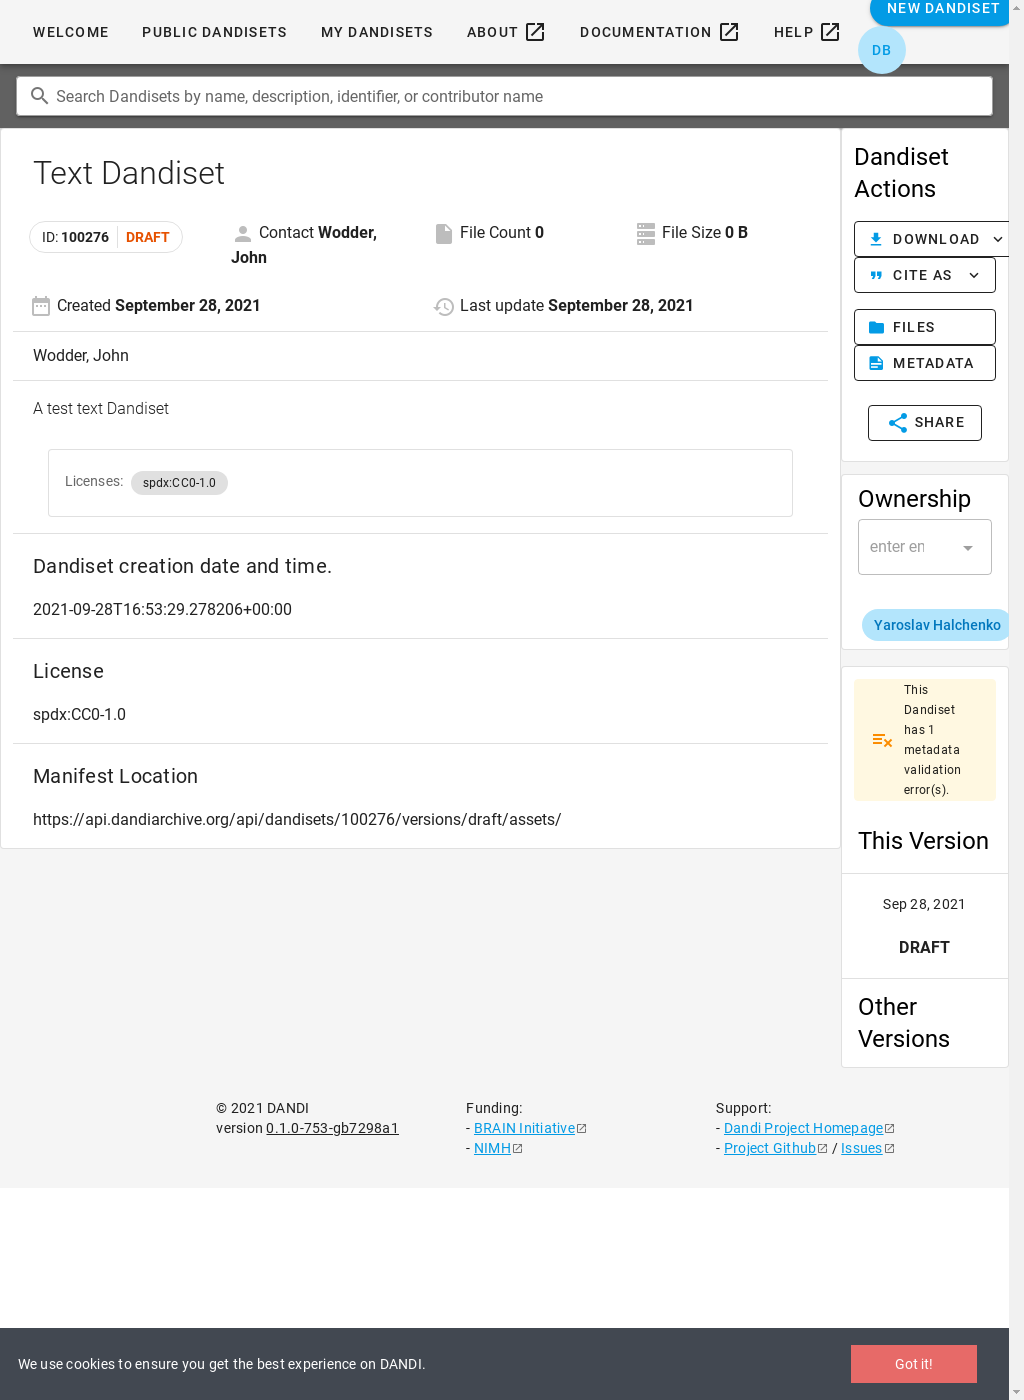 WELCOME PUBLIC DANDISETS MY DANDISETS ABOUT DOCUMENTATION HELP NEW DANDISET
DB
Search Dandisets by name, description, identifier, or contributor name
Text Dandiset
ID: 100276 DRAFT
Contact Wodder, John
File Count 0
File Size 0 B
Created September 28, 2021
Last update September 28, 2021
Wodder, John
A test text Dandiset
Licenses: spdx:CC0-1.0
Dandiset creation date and time.
2021-09-28T16:53:29.278206+00:00
License
spdx:CC0-1.0
Manifest Location
https://api.dandiarchive.org/api/dandisets/100276/versions/draft/assets/
Dandiset
Actions
DOWNLOAD
CITE AS
FILES
METADATA
SHARE
Ownership
enter en
Yaroslav Halchenko
This
Dandiset
has 1
metadata
validation
error(s).
This Version
Sep 28, 2021
DRAFT
Other
Versions
© 2021 DANDI
version 0.1.0-753-gb7298a1
Funding:
- BRAIN Initiative
- NIMH
Support:
- Dandi Project Homepage
- Project Github / Issues
We use cookies to ensure you get the best experience on DANDI.
Got it!